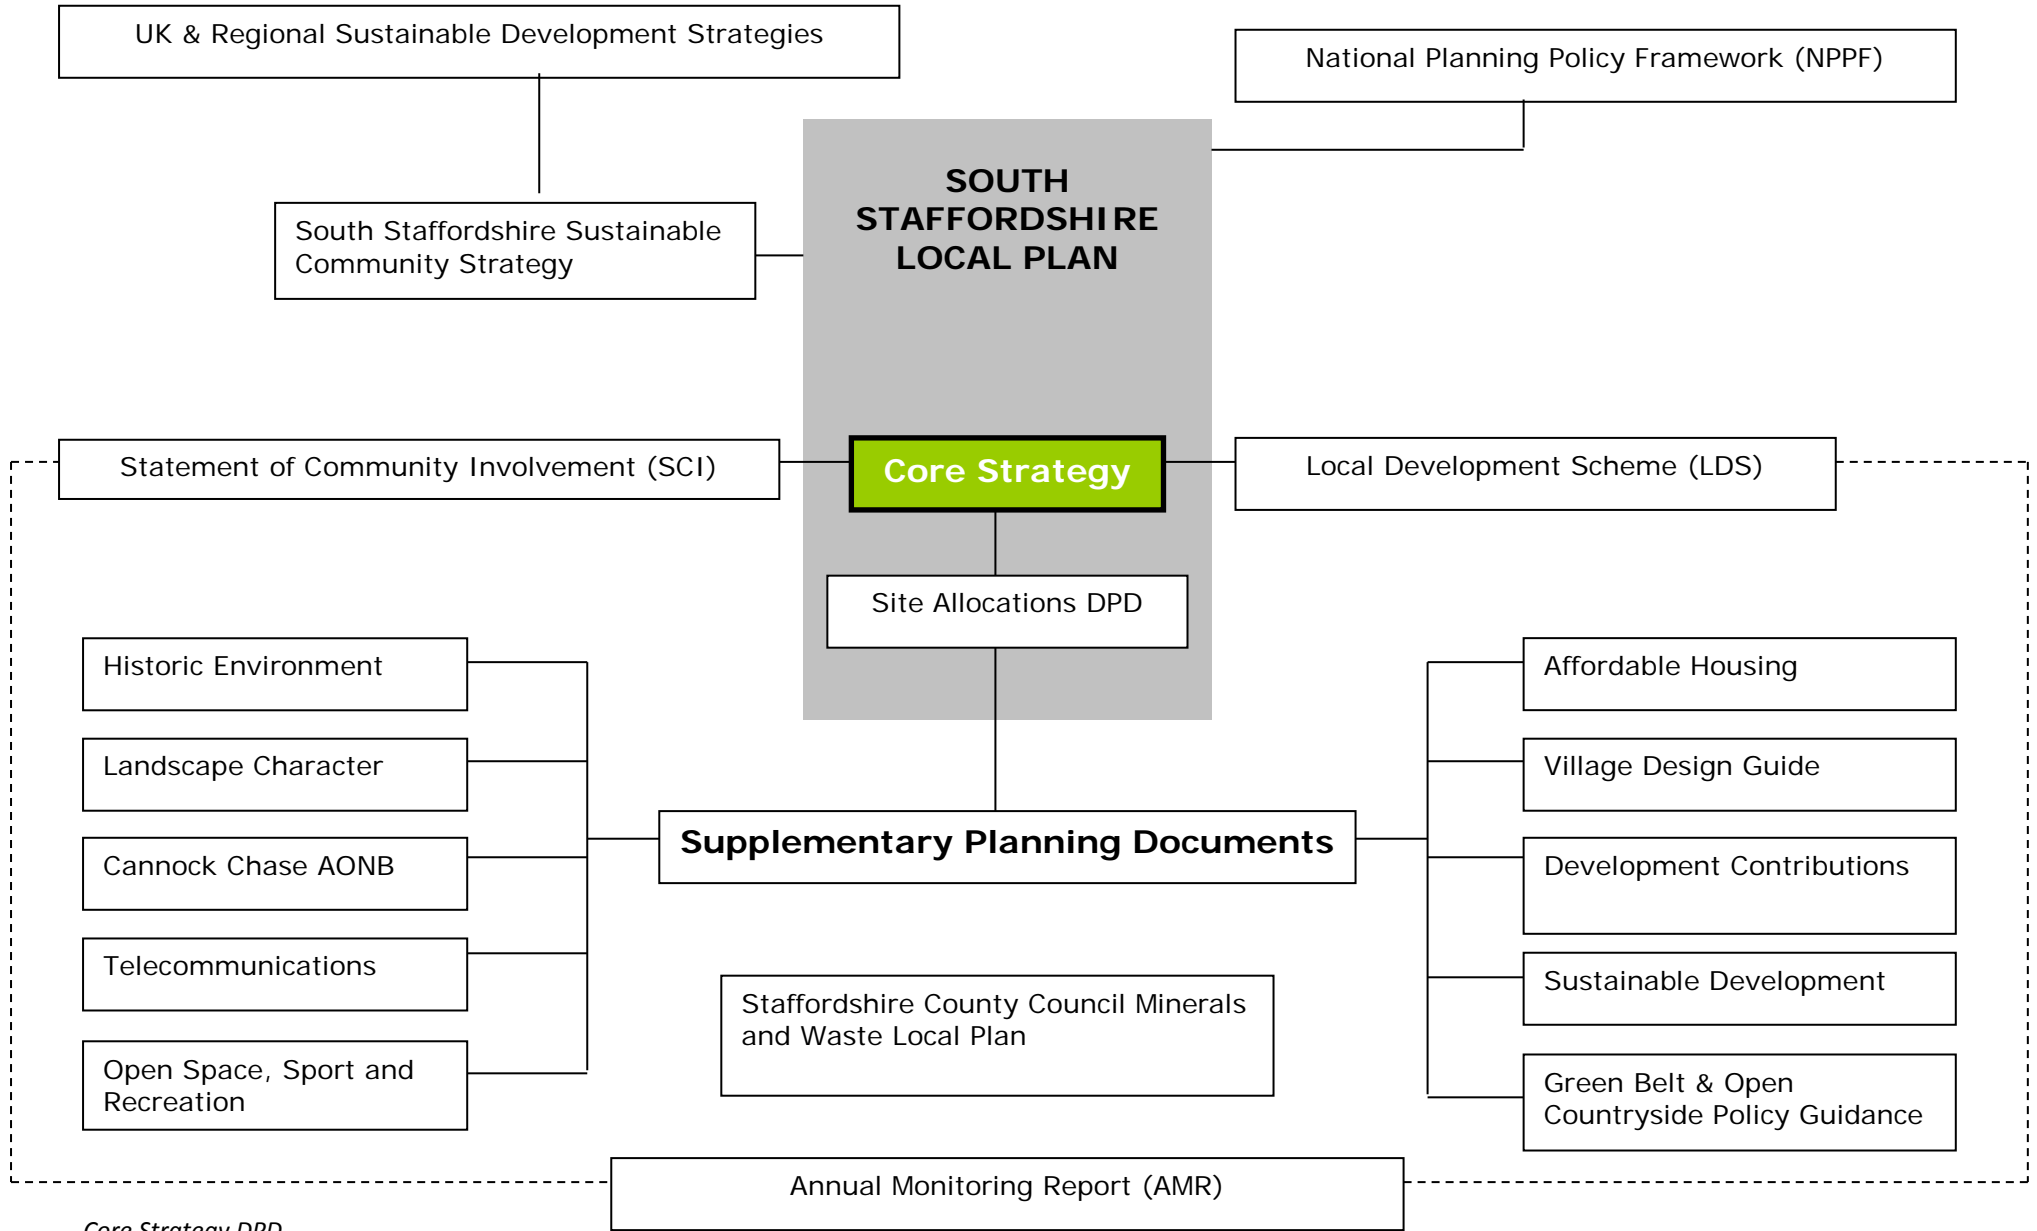 UK & Regional Sustainable Development Strategies
National Planning Policy Framework (NPPF)
SOUTH
STAFFORDSHIRE
LOCAL PLAN
South Staffordshire Sustainable
Community Strategy
Statement of Community Involvement (SCI)
Core Strategy
Local Development Scheme (LDS)
Site Allocations DPD
Historic Environment
Landscape Character
Cannock Chase AONB
Telecommunications
Open Space, Sport and
Recreation
Supplementary Planning Documents
Staffordshire County Council Minerals
and Waste Local Plan
Affordable Housing
Village Design Guide
Development Contributions
Sustainable Development
Green Belt & Open
Countryside Policy Guidance
Annual Monitoring Report (AMR)
Core Strategy DPD